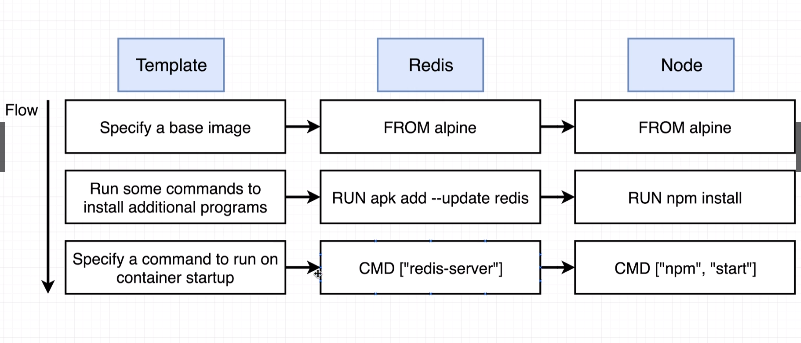 Template
Redis
Node
Flow
Specify a base image
FROM alpine
FROM alpine
Run some commands to
install additional programs
RUN apk add --update redis
RUN npm install
Specify a command to run on
container startup
CMD ["redis-server"]
CMD ["npm", "start"]